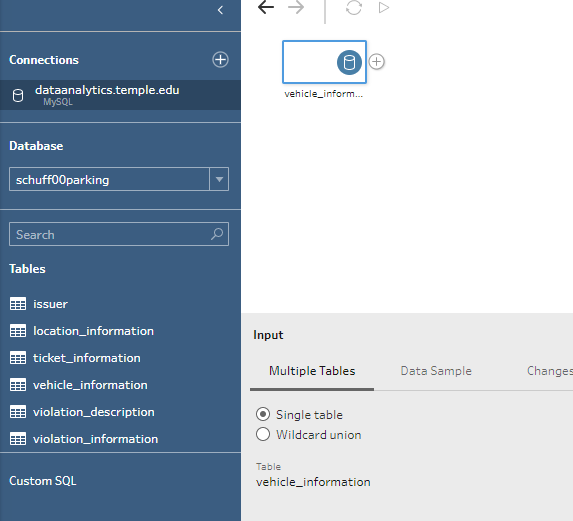 Connections
dataanalytics.temple.edu
MySQL
Database
schuff00parking
Search
Tables
issuer
location_information
ticket_information
vehicle_information
violation_description
violation_information
Custom SQL
vehicle_inform...
Input
Multiple Tables Data Sample Changes
Single table
Wildcard union
Table
vehicle_information